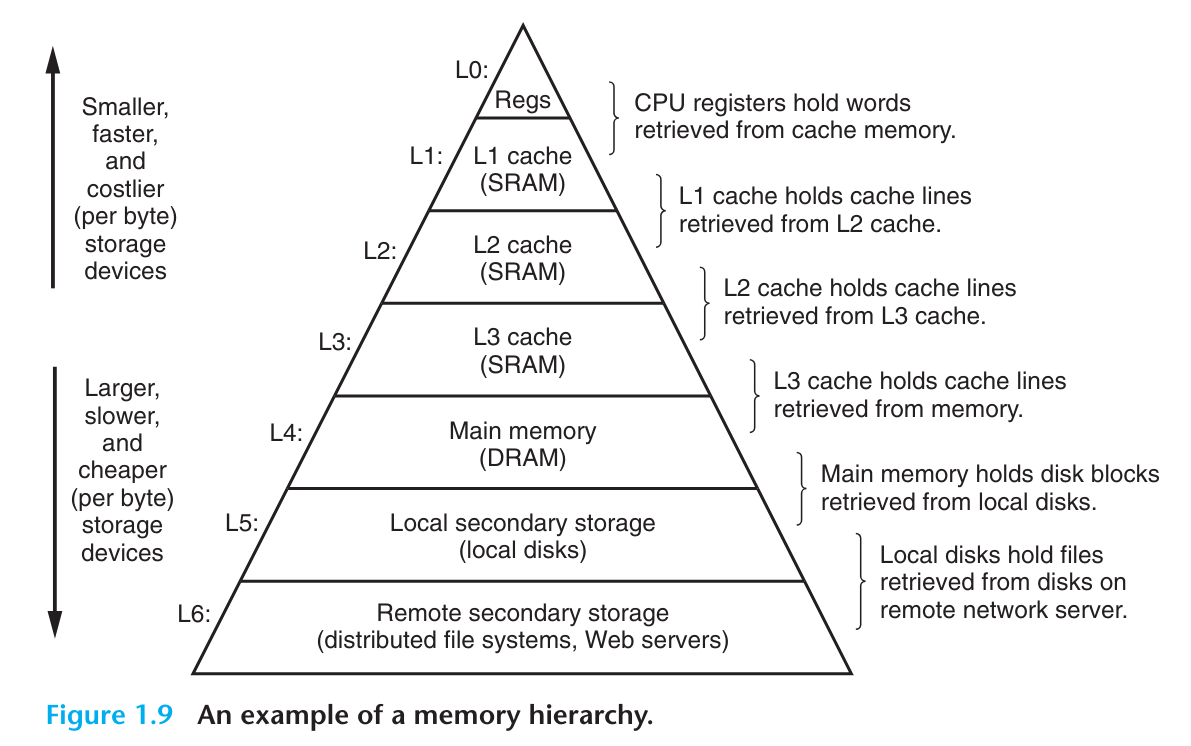 Smaller,
faster,
and
costlier
(per byte)
storage
devices
Larger,
slower,
and
cheaper
(per byte)
storage
devices
L0:
Regs
CPU registers hold words
retrieved from cache memory.
L1:
L1 cache
(SRAM)
L1 cache holds cache lines
retrieved from L2 cache.
L2:
L2 cache
(SRAM)
L2 cache holds cache lines
retrieved from L3 cache.
L3:
L3 cache
(SRAM)
L3 cache holds cache lines
retrieved from memory.
L4:
Main memory
(DRAM)
Main memory holds disk blocks
retrieved from local disks.
L5:
Local secondary storage
(local disks)
Local disks hold files
retrieved from disks on
remote network server.
L6:
Remote secondary storage
(distributed file systems, Web servers)
Figure 1.9 An example of a memory hierarchy.